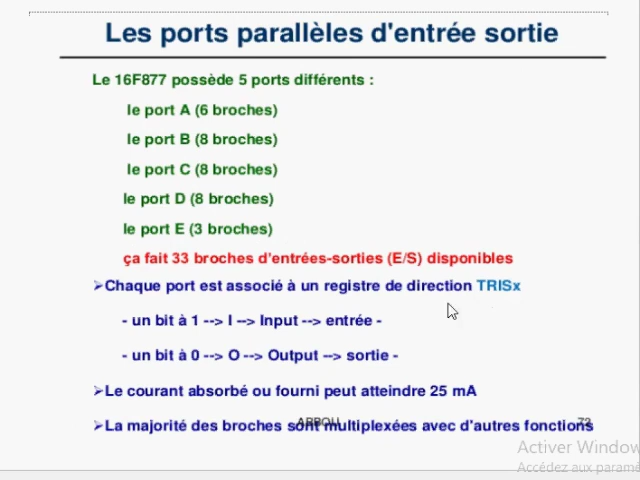 Les ports parallèles d'entrée sortie
Le 16F877 possède 5 ports différents :
le port A (6 broches)
le port B (8 broches)
le port C (8 broches)
le port D (8 broches)
le port E (3 broches)
ça fait 33 broches d'entrées-sorties (E/S) disponibles
➢Chaque port est associé à un registre de direction TRISx
- un bit à 1 --> I --> Input --> entrée -
- un bit à 0 --> O --> Output --> sortie -
➢Le courant absorbé ou fourni peut atteindre 25 mA
➢La majorité des broches sont multiplexées avec d'autres fonctions
Activer Window
Accédez aux paramè